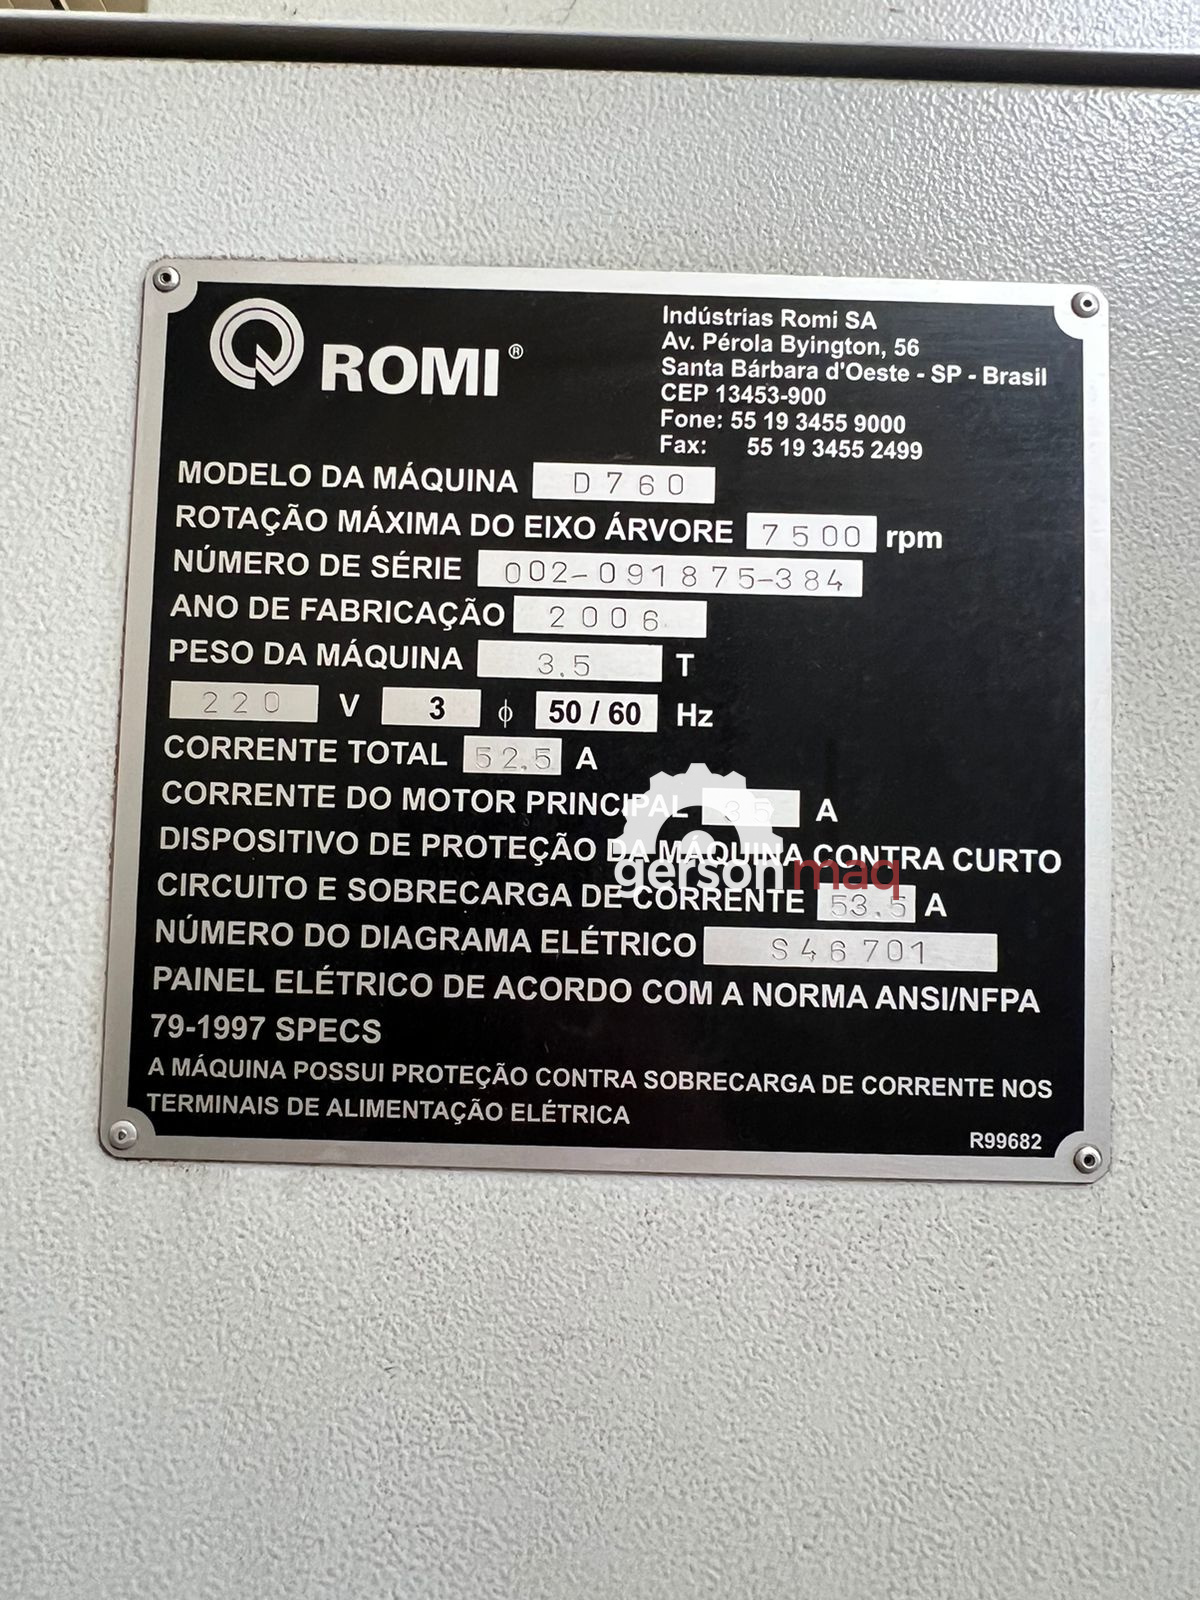 ROMI®
Indústrias Romi SA
Av. Pérola Byington, 56
Santa Bárbara d'Oeste - SP - Brasil
CEP 13453-900
Fone: 55 19 3455 9000
Fax: 55 19 3455 2499
MODELO DA MÁQUINA D760
ROTAÇÃO MÁXIMA DO EIXO ÁRVORE 7500 rpm
NÚMERO DE SÉRIE 002-091875-384
ANO DE FABRICAÇÃO 2006
PESO DA MÁQUINA 3.5 T
220 V 3 ϕ 50 / 60 Hz
CORRENTE TOTAL 52.5 A
CORRENTE DO MOTOR PRINCIPAL 35 A
DISPOSITIVO DE PROTEÇÃO DA MÁQUINA CONTRA CURTO
CIRCUITO E SOBRECARGA DE CORRENTE 53.5 A
NÚMERO DO DIAGRAMA ELÉTRICO S46701
PAINEL ELÉTRICO DE ACORDO COM A NORMA ANSI/NFPA
79-1997 SPECS
A MÁQUINA POSSUI PROTEÇÃO CONTRA SOBRECARGA DE CORRENTE NOS
TERMINAIS DE ALIMENTAÇÃO ELÉTRICA
R99682
gersonmaq